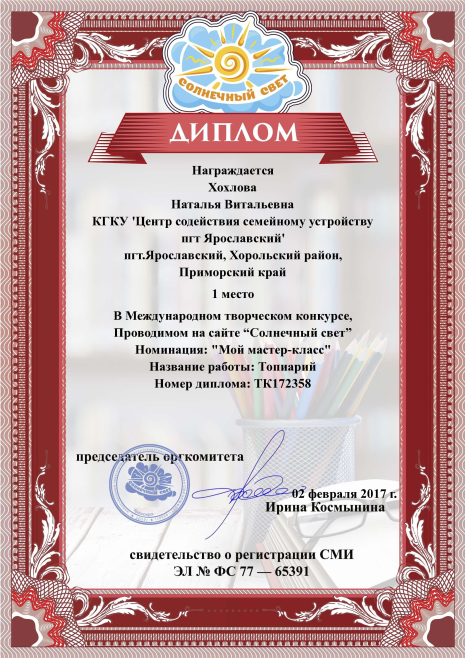 СОЛНЕЧНЫЙ СВЕТ
ДИПЛОМ
Награждается
Хохлова
Наталья Витальевна
КГКУ 'Центр содействия семейному устройству
пгт Ярославский'
пгт.Ярославский, Хорольский район,
Приморский край
1 место
В Международном творческом конкурсе,
Проводимом на сайте “Солнечный свет”
Номинация: "Мой мастер-класс"
Название работы: Топиарий
Номер диплома: ТК172358
председатель оргкомитета
02 февраля 2017 г.
Ирина Космынина
свидетельство о регистрации СМИ
ЭЛ № ФС 77 — 65391